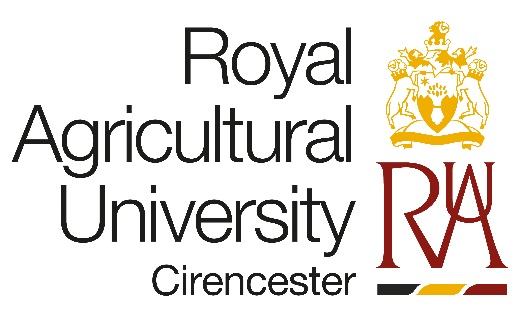 Royal
Agricultural
University
Cirencester
RAU